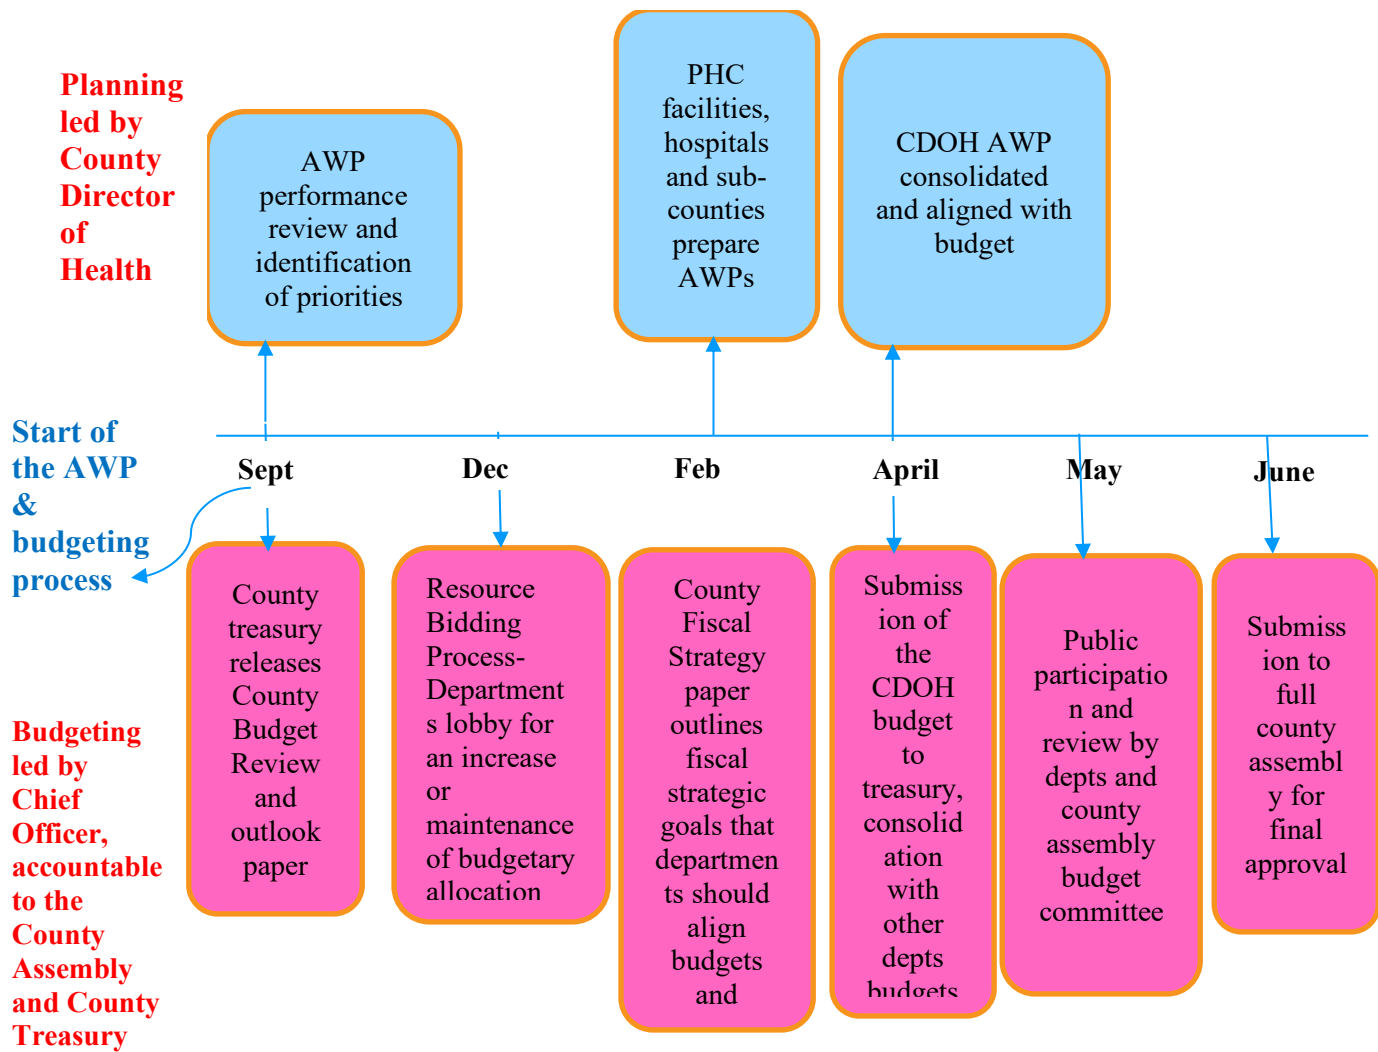 Planning
led by
County
Director
of
Health
AWP
performance
review and
identification
of priorities
PHC
facilities,
hospitals
and sub-
counties
prepare
AWPs
CDOH AWP
consolidated
and aligned with
budget
Start of
the AWP
&
budgeting
process
Sept
Dec
Feb
April
May
June
Budgeting
led by
Chief
Officer,
accountable
to the
County
Assembly
and County
Treasury
County
treasury
releases
County
Budget
Review
and
outlook
paper
Resource
Bidding
Process-
Department
s lobby for
an increase
or
maintenance
of budgetary
allocation
County
Fiscal
Strategy
paper
outlines
fiscal
strategic
goals that
departmen
ts should
align
budgets
and
Submiss
ion of
the
CDOH
budget
to
treasury,
consolid
ation
with
other
depts
budgets
Public
participatio
n and
review by
depts and
county
assembly
budget
committee
Submiss
ion to
full
county
assembl
y for
final
approval